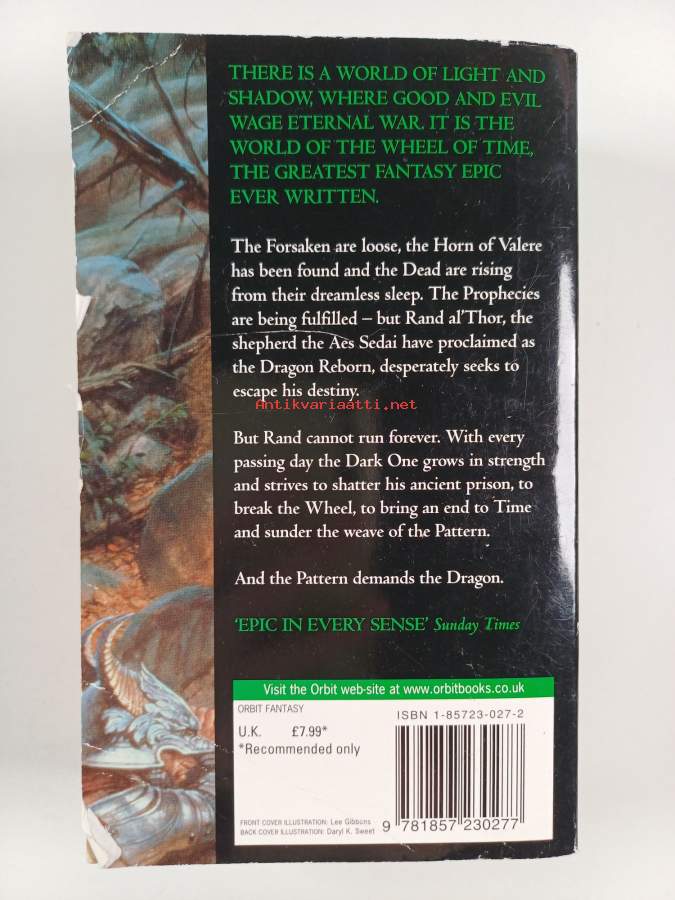 THERE IS A WORLD OF LIGHT AND
SHADOW, WHERE GOOD AND EVIL
WAGE ETERNAL WAR. IT IS THE
WORLD OF THE WHEEL OF TIME,
THE GREATEST FANTASY EPIC
EVER WRITTEN.
The Forsaken are loose, the Horn of Valere
has been found and the Dead are rising
from their dreamless sleep. The Prophecies
are being fulfilled – but Rand al'Thor, the
shepherd the Aes Sedai have proclaimed as
the Dragon Reborn, desperately seeks to
escape his destiny.
Antikvariaatti.net
But Rand cannot run forever. With every
passing day the Dark One grows in strength
and strives to shatter his ancient prison, to
break the Wheel, to bring an end to Time
and sunder the weave of the Pattern.
And the Pattern demands the Dragon.
'EPIC IN EVERY SENSE' Sunday Times
Visit the Orbit web-site at www.orbitbooks.co.uk
ORBIT FANTASY
U.K. £7.99*
*Recommended only
ISBN 1-85723-027-2
FRONT COVER ILLUSTRATION: Lee Gibbons
BACK COVER ILLUSTRATION: Daryl K. Sweet
9 781857 230277